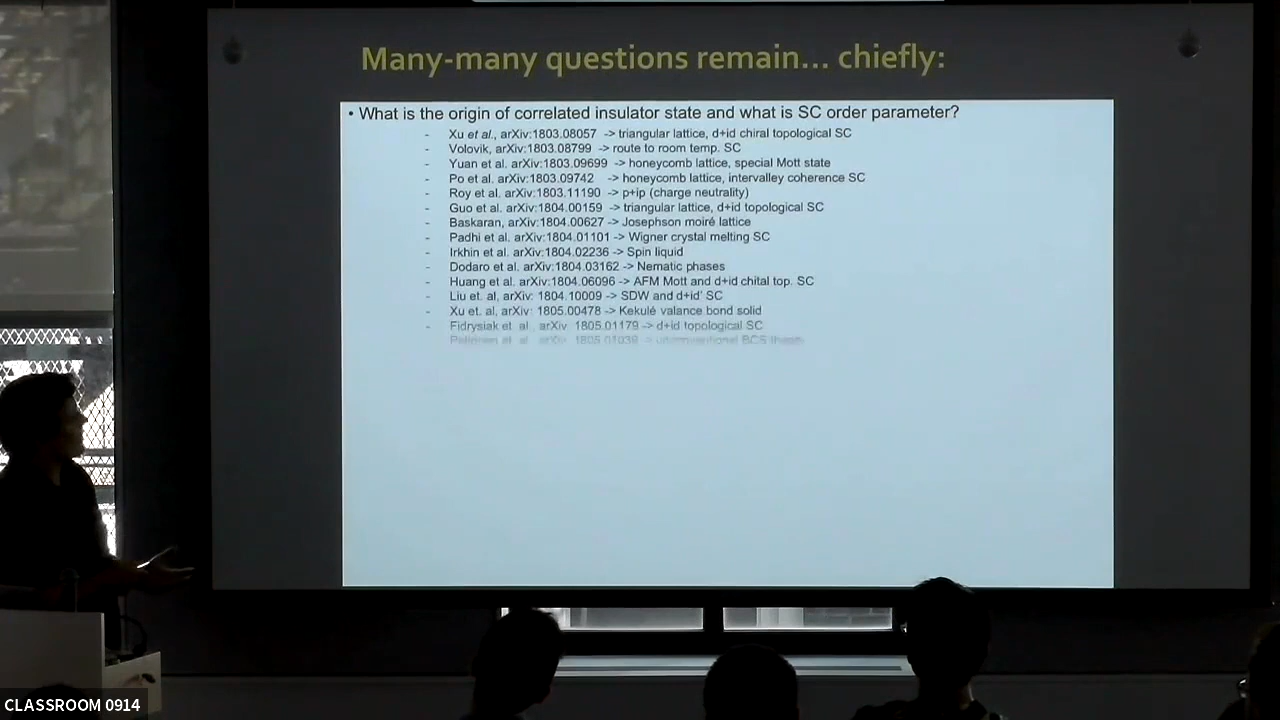 Many-many questions remain... chiefly:
• What is the origin of correlated insulator state and what is SC order parameter?
- Xu et al., arXiv:1803.08057 -> triangular lattice, d+id chiral topological SC
- Volovik, arXiv:1803.08799 -> route to room temp. SC
- Yuan et al. arXiv:1803.09699 -> honeycomb lattice, special Mott state
- Po et al. arXiv:1803.09742 -> honeycomb lattice, intervalley coherence SC
- Roy et al. arXiv:1803.11190 -> p+ip (charge neutrality)
- Guo et al. arXiv:1804.00159 -> triangular lattice, d+id topological SC
- Baskaran, arXiv:1804.00627 -> Josephson moiré lattice
- Padhi et al. arXiv:1804.01101 -> Wigner crystal melting SC
- Irkhin et al. arXiv:1804.02236 -> Spin liquid
- Dodaro et al. arXiv:1804.03162 -> Nematic phases
- Huang et al. arXiv:1804.06096 -> AFM Mott and d+id chital top. SC
- Liu et. al, arXiv: 1804.10009 -> SDW and d+id' SC
- Xu et. al, arXiv: 1805.00478 -> Kekulé valance bond solid
- Fidrysiak et. al, arXiv: 1805.01179 -> d+id topological SC
et. al, arXiv: 1805.01039 -> unconventional BCS
CLASSROOM 0914